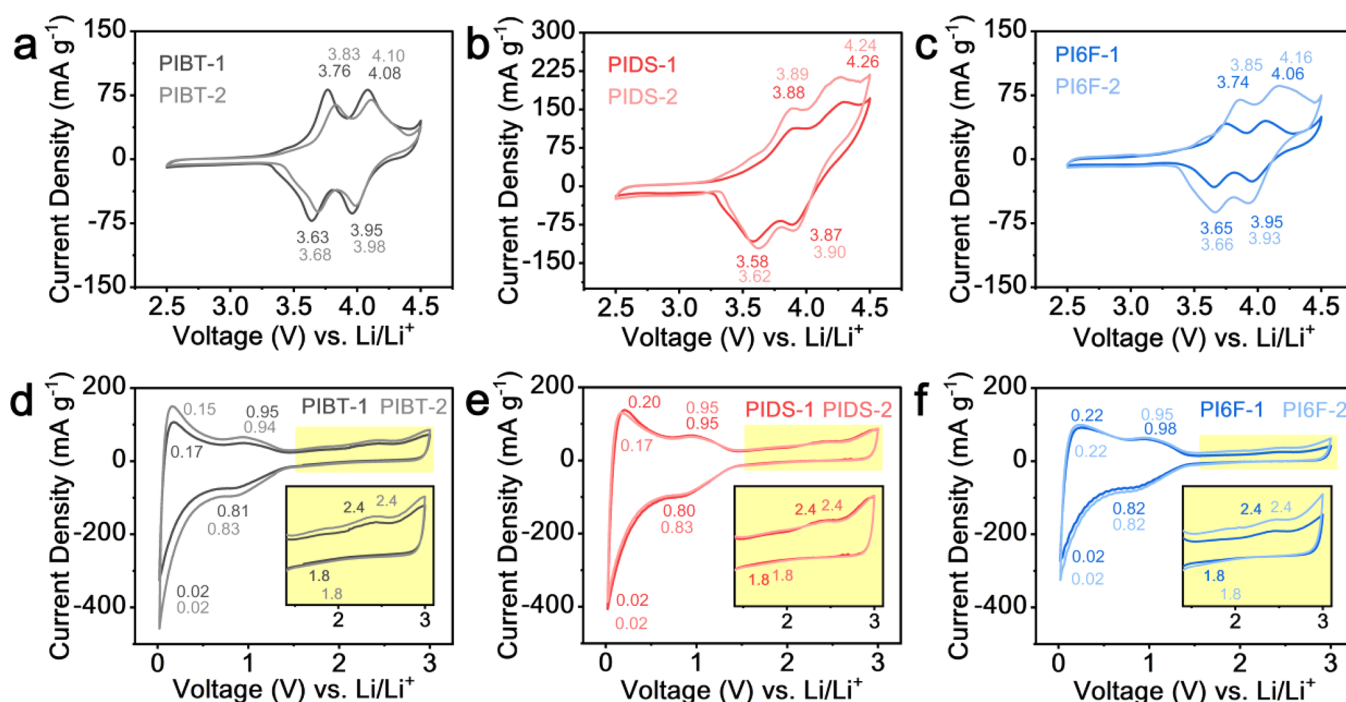 a
150
75
0
-75
-150
Current Density (mA g⁻¹)
PIBT-1
PIBT-2
3.83 4.10
3.76 4.08
3.63 3.95
3.68 3.98
2.5 3.0 3.5 4.0 4.5
Voltage (V) vs. Li/Li⁺
b
300
225
150
75
0
-75
-150
Current Density (mA g⁻¹)
PIDS-1
PIDS-2
4.24
3.89 4.26
3.88
3.87
3.58 3.90
3.62
2.5 3.0 3.5 4.0 4.5
Voltage (V) vs. Li/Li⁺
c
150
75
0
-75
-150
Current Density (mA g⁻¹)
PI6F-1
PI6F-2
3.85 4.16
3.74 4.06
3.65 3.95
3.66 3.93
2.5 3.0 3.5 4.0 4.5
Voltage (V) vs. Li/Li⁺
d
200
0
-200
-400
Current Density (mA g⁻¹)
PIBT-1 PIBT-2
0.15 0.95
0.94
0.17
0.81
0.83
0.02
0.02
2.4 2.4
1.8
1.8
2 3
0 1 2 3
Voltage (V) vs. Li/Li⁺
e
200
0
-200
-400
Current Density (mA g⁻¹)
PIDS-1 PIDS-2
0.20 0.95
0.95
0.17
0.80
0.83
0.02
0.02
2.4 2.4
1.8 1.8
2 3
0 1 2 3
Voltage (V) vs. Li/Li⁺
f
200
0
-200
-400
Current Density (mA g⁻¹)
PI6F-1 PI6F-2
0.22 0.95
0.98
0.22
0.82
0.82
0.02
0.02
2.4 2.4
1.8
1.8
2 3
0 1 2 3
Voltage (V) vs. Li/Li⁺